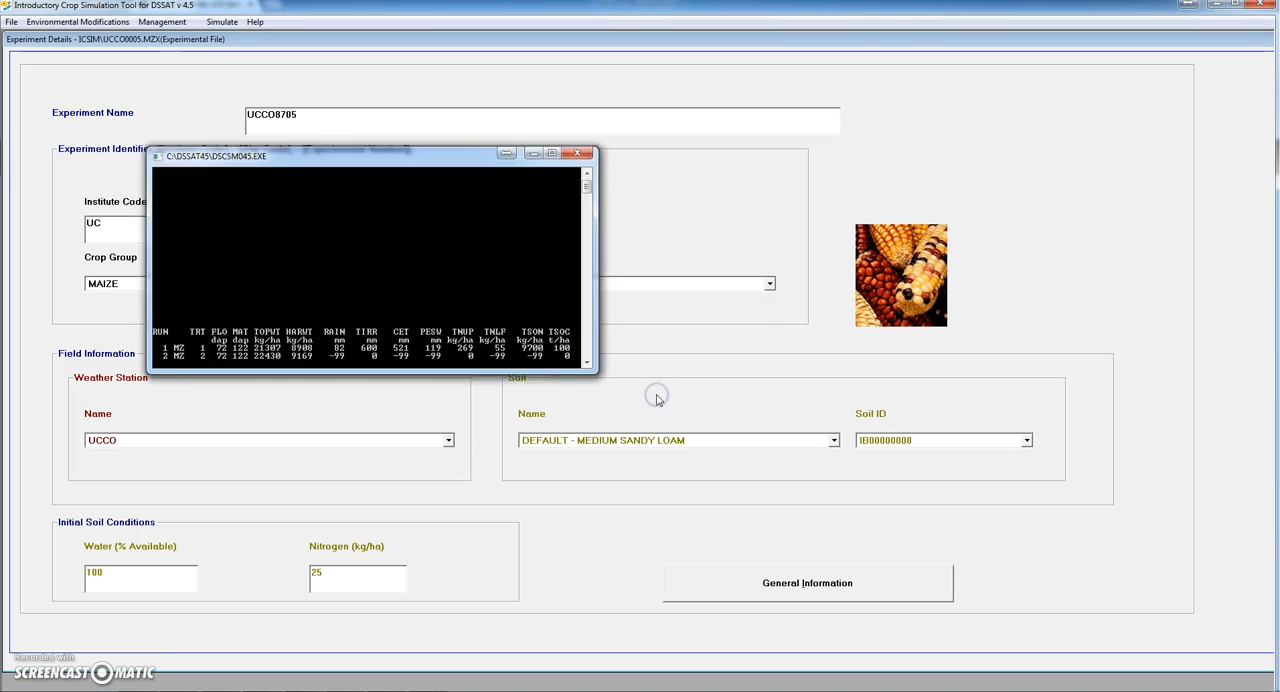 Introductory Crop Simulation Tool for DSSAT v 4.5
File Environmental Modifications Management Simulate Help
Experiment Details - ICSIM\UCCO0005.MZX(Experimental File)
Experiment Name
UCCO8705
Experiment Identifie
C:\DSSAT45\DSCSM045.EXE
Institute Code
UC
Crop Group
MAIZE
RUN TRT FLO MAT TOPWT HARWT RAIN TIRR CET PESW TNUP TNLF TSON TSOC
dap dap kg/ha kg/ha mm mm mm mm kg/ha kg/ha kg/ha t/ha
1 MZ 1 72 122 21307 8908 82 600 521 119 269 55 9700 100
2 MZ 2 72 122 22430 9169 -99 0 -99 -99 0 -99 -99 0
Field Information
Weather Station
Soil
Name
UCCO
Name
DEFAULT - MEDIUM SANDY LOAM
Soil ID
IB00000008
Initial Soil Conditions
Water (% Available)
100
Nitrogen (kg/ha)
25
General Information
Recorded with
SCREENCAST-O-MATIC